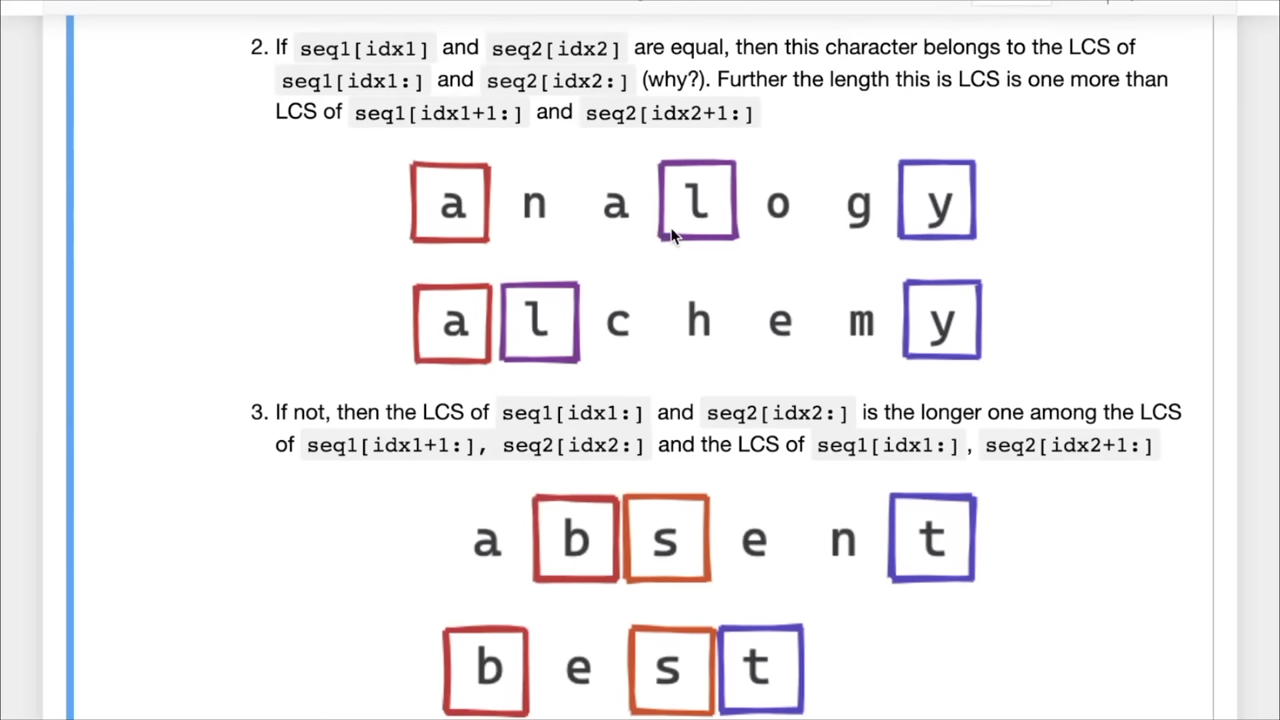 2. If seq1[idx1] and seq2[idx2] are equal, then this character belongs to the LCS of
seq1[idx1:] and seq2[idx2:] (why?). Further the length this is LCS is one more than
LCS of seq1[idx1+1:] and seq2[idx2+1:]
a n a l o g y
a l c h e m y
3. If not, then the LCS of seq1[idx1:] and seq2[idx2:] is the longer one among the LCS
of seq1[idx1+1:], seq2[idx2:] and the LCS of seq1[idx1:], seq2[idx2+1:]
a b s e n t
b e s t